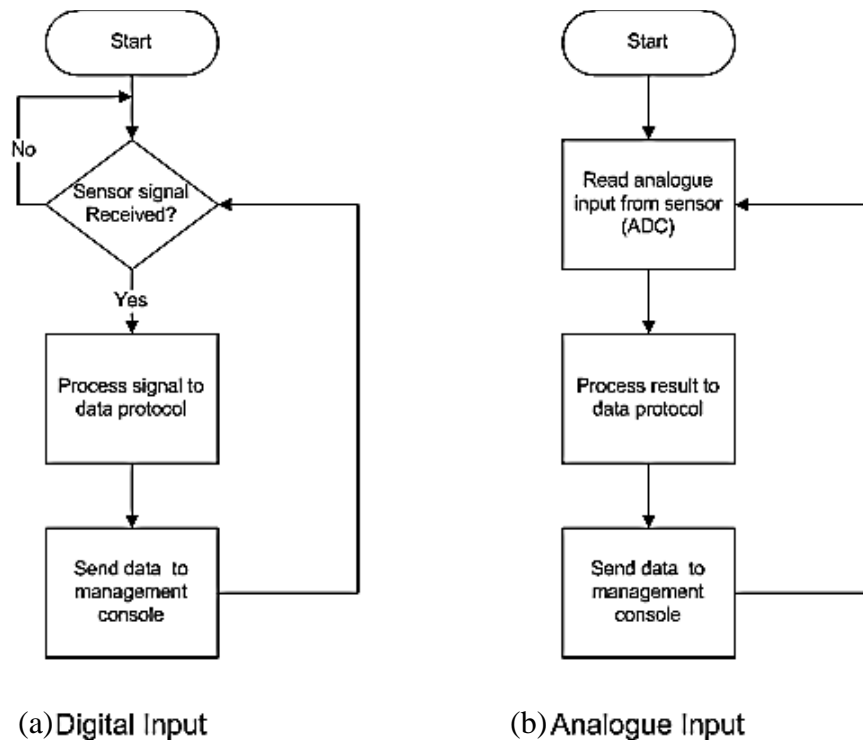 Start
No
Sensor signal
Received?
Yes
Process signal to
data protocol
Send data to
management
console
(a) Digital Input
Start
Read analogue
input from sensor
(ADC)
Process result to
data protocol
Send data to
management
console
(b) Analogue Input